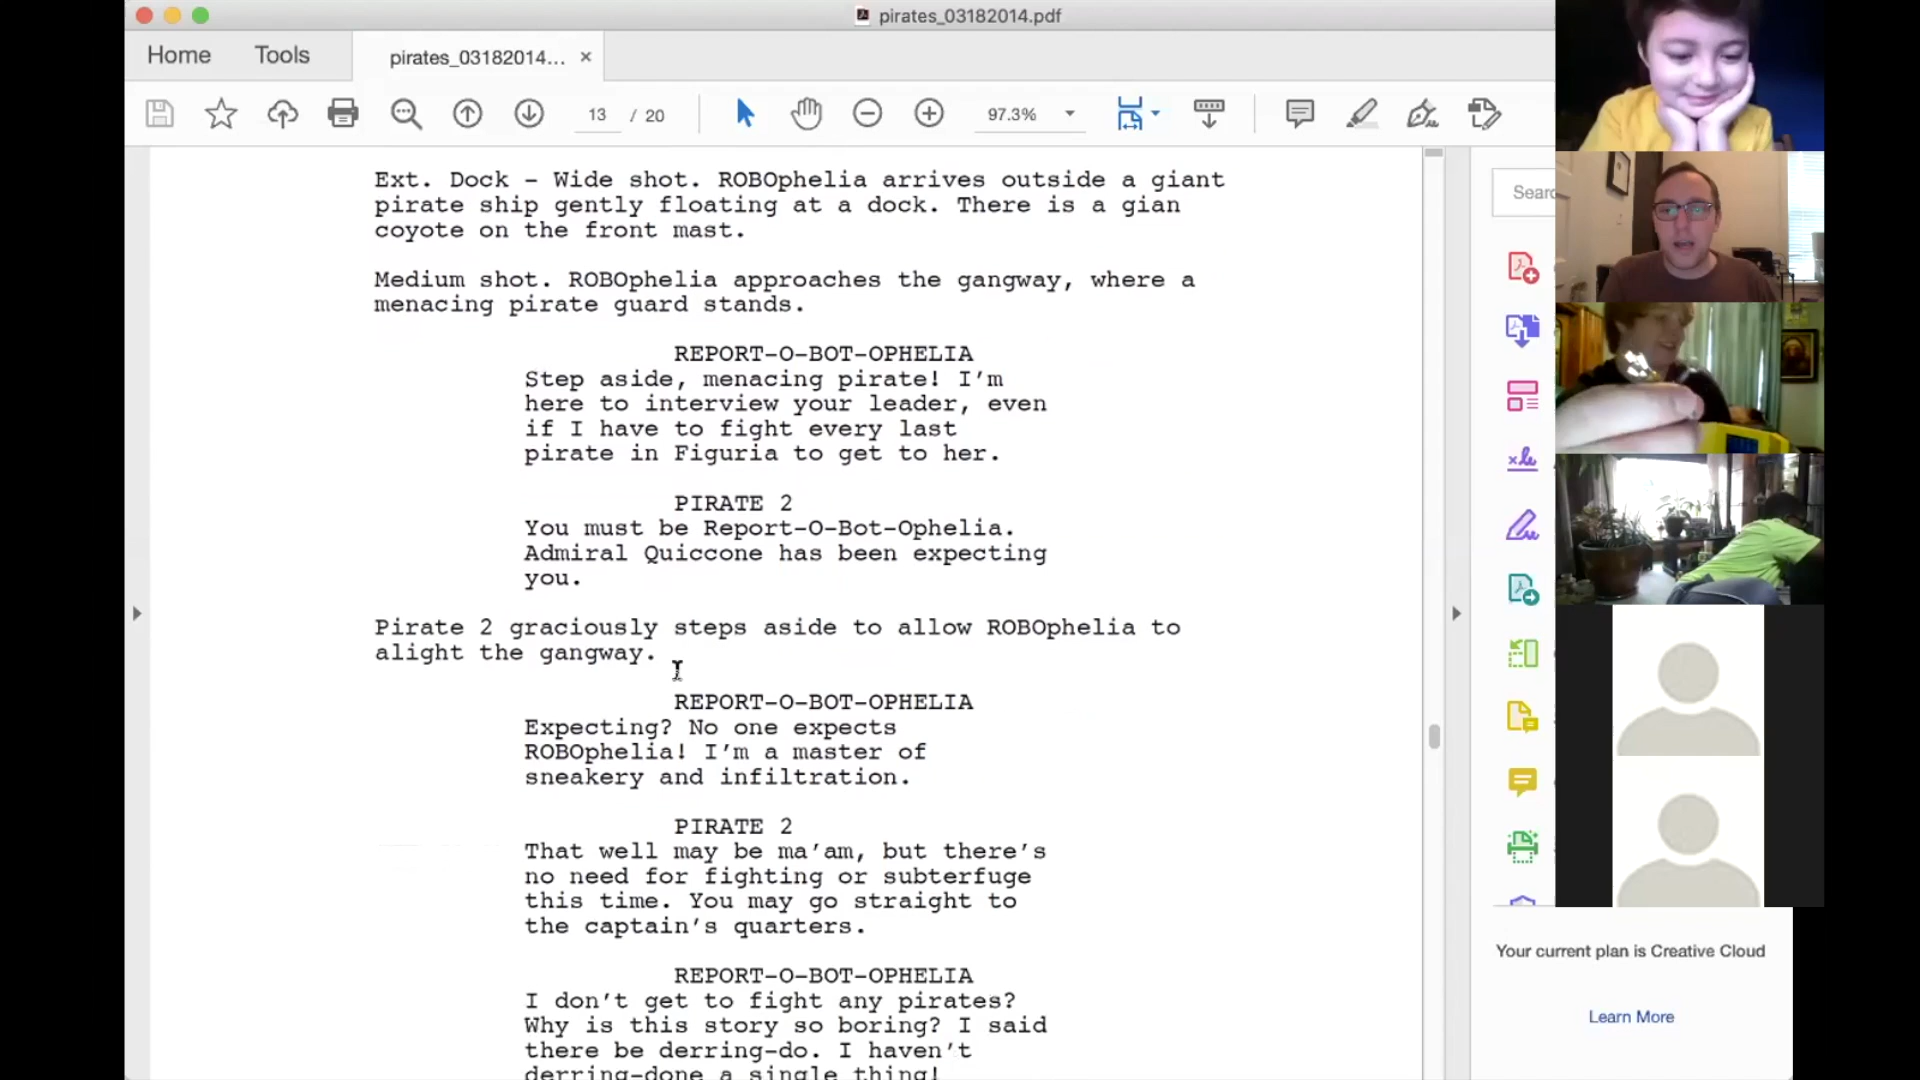 pirates_03182014.pdf
Home
Tools
pirates_03182014...
13 / 20
97.3%
Ext. Dock – Wide shot. ROBOphelia arrives outside a giant
pirate ship gently floating at a dock. There is a gian
coyote on the front mast.
Medium shot. ROBOphelia approaches the gangway, where a
menacing pirate guard stands.
REPORT-O-BOT-OPHELIA
Step aside, menacing pirate! I'm
here to interview your leader, even
if I have to fight every last
pirate in Figuria to get to her.
PIRATE 2
You must be Report-O-Bot-Ophelia.
Admiral Quiccone has been expecting
you.
Pirate 2 graciously steps aside to allow ROBOphelia to
alight the gangway.
REPORT-O-BOT-OPHELIA
Expecting? No one expects
ROBOphelia! I'm a master of
sneakery and infiltration.
PIRATE 2
That well may be ma'am, but there's
no need for fighting or subterfuge
this time. You may go straight to
the captain's quarters.
REPORT-O-BOT-OPHELIA
I don't get to fight any pirates?
Why is this story so boring? I said
there be derring-do. I haven't
derring-done a single thing!
Searc
Your current plan is Creative Cloud
Learn More